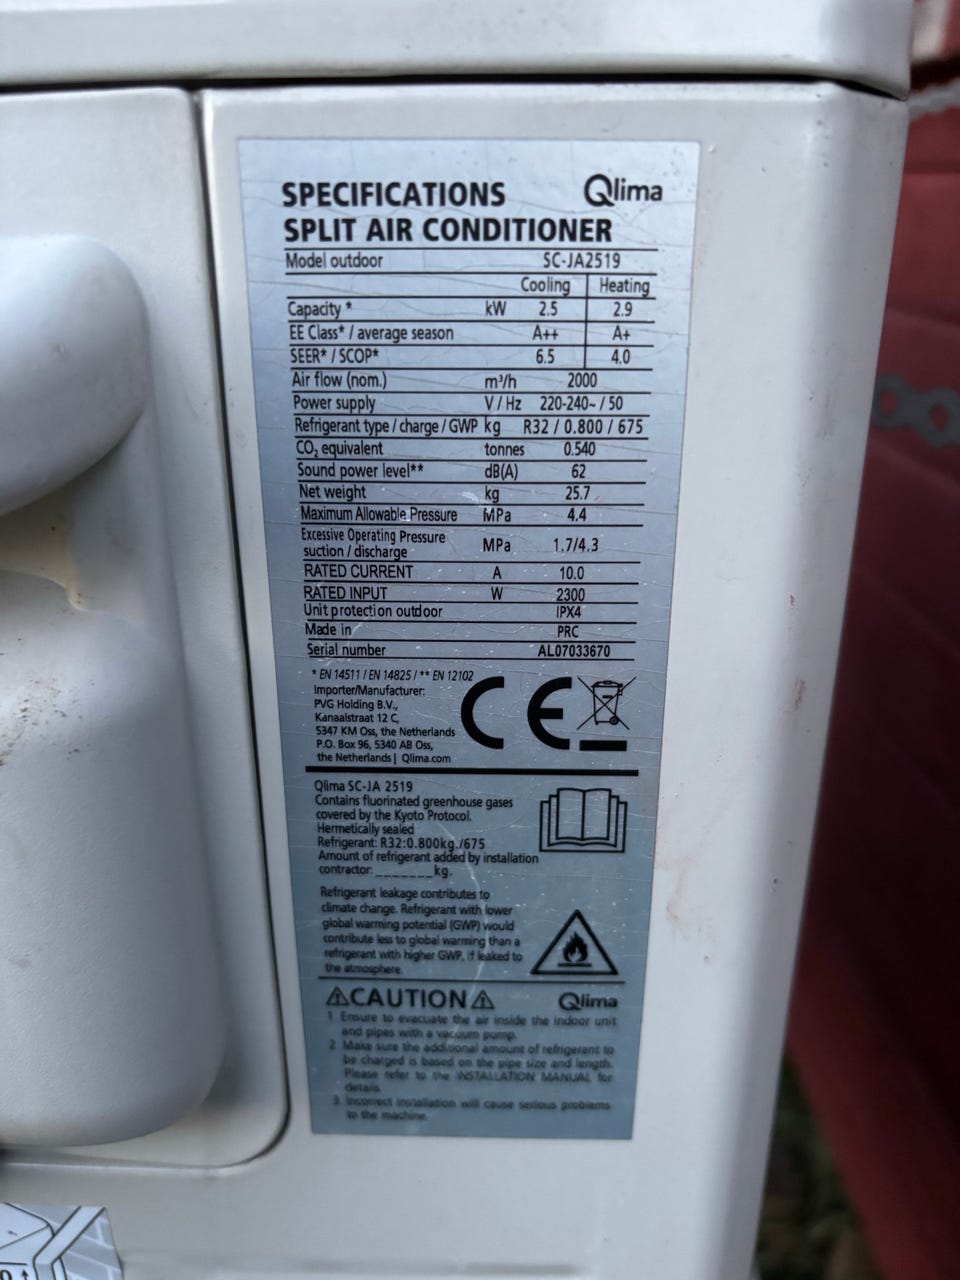 SPECIFICATIONS Qlima
SPLIT AIR CONDITIONER
Model outdoor SC-JA2519
Cooling Heating
Capacity * kW 2.5 2.9
EE Class* / average season A++ A+
SEER* / SCOP* 6.5 4.0
Air flow (nom.) m³/h 2000
Power supply V / Hz 220-240~ / 50
Refrigerant type / charge / GWP kg R32 / 0.800 / 675
CO₂ equivalent tonnes 0.540
Sound power level** dB(A) 62
Net weight kg 25.7
Maximum Allowable Pressure MPa 4.4
Excessive Operating Pressure
suction / discharge MPa 1.7/4.3
RATED CURRENT A 10.0
RATED INPUT W 2300
Unit protection outdoor IPX4
Made in PRC
Serial number AL07033670
* EN 14511 / EN 14825 / ** EN 12102
Importer/Manufacturer:
PVG Holding B.V.,
Kanaalstraat 12 C,
5347 KM Oss, the Netherlands
P.O. Box 96, 5340 AB Oss,
the Netherlands | Qlima.com
CE
Qlima SC-JA 2519
Contains fluorinated greenhouse gases
covered by the Kyoto Protocol.
Hermetically sealed
Refrigerant: R32:0.800kg./675
Amount of refrigerant added by installation
contractor: _______kg.
Refrigerant leakage contributes to
climate change. Refrigerant with lower
global warming potential (GWP) would
contribute less to global warming than a
refrigerant with higher GWP, if leaked to
the atmosphere.
CAUTION Qlima
1. Ensure to evacuate the air inside the indoor unit
and pipes with a vacuum pump.
2. Make sure the additional amount of refrigerant to
be charged is based on the pipe size and length.
Please refer to the INSTALLATION MANUAL for
details.
3. Incorrect installation will cause serious problems
to the machine.